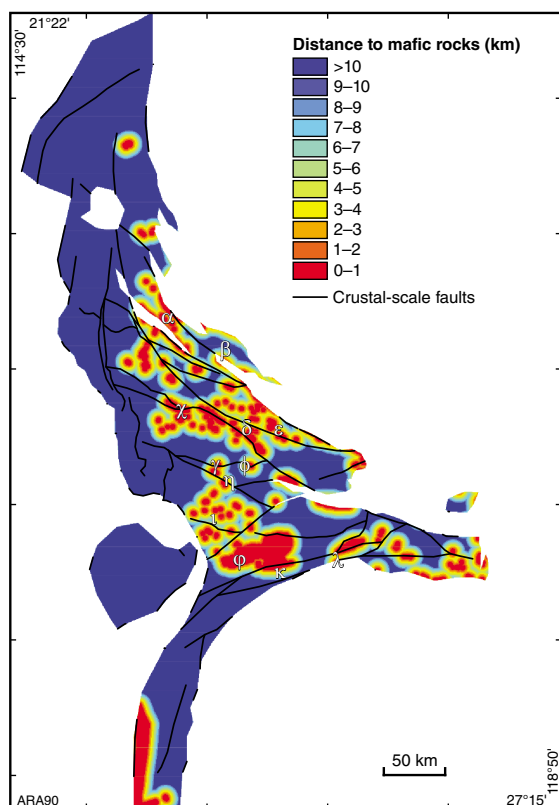 21°22'
114°30'
Distance to mafic rocks (km)
>10
9–10
8–9
7–8
6–7
5–6
4–5
3–4
2–3
1–2
0–1
Crustal-scale faults
α
β
χ
δ
ε
γ
ϕ
η
ι
φ
κ
λ
50 km
ARA90
27°15'
118°50'